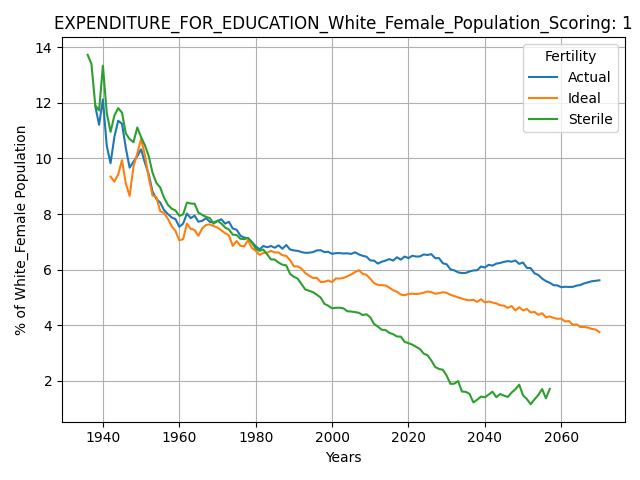 EXPENDITURE_FOR_EDUCATION_White_Female_Population_Scoring: 1
Fertility
Actual
Ideal
Sterile
% of White_Female Population
14
12
10
8
6
4
2
1940 1960 1980 2000 2020 2040 2060
Years